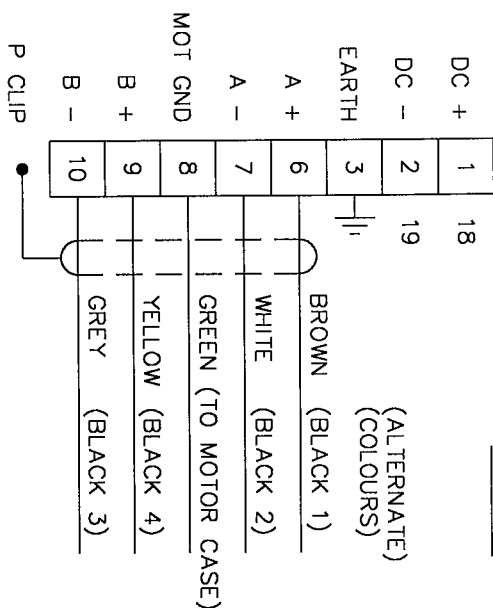 DC + 1 18
DC - 2 19
(ALTERNATE)
(COLOURS)
EARTH 3
A + 6 BROWN (BLACK 1)
A - 7 WHITE (BLACK 2)
MOT GND 8 GREEN (TO MOTOR CASE)
B + 9 YELLOW (BLACK 4)
B - 10 GREY (BLACK 3)
P CLIP